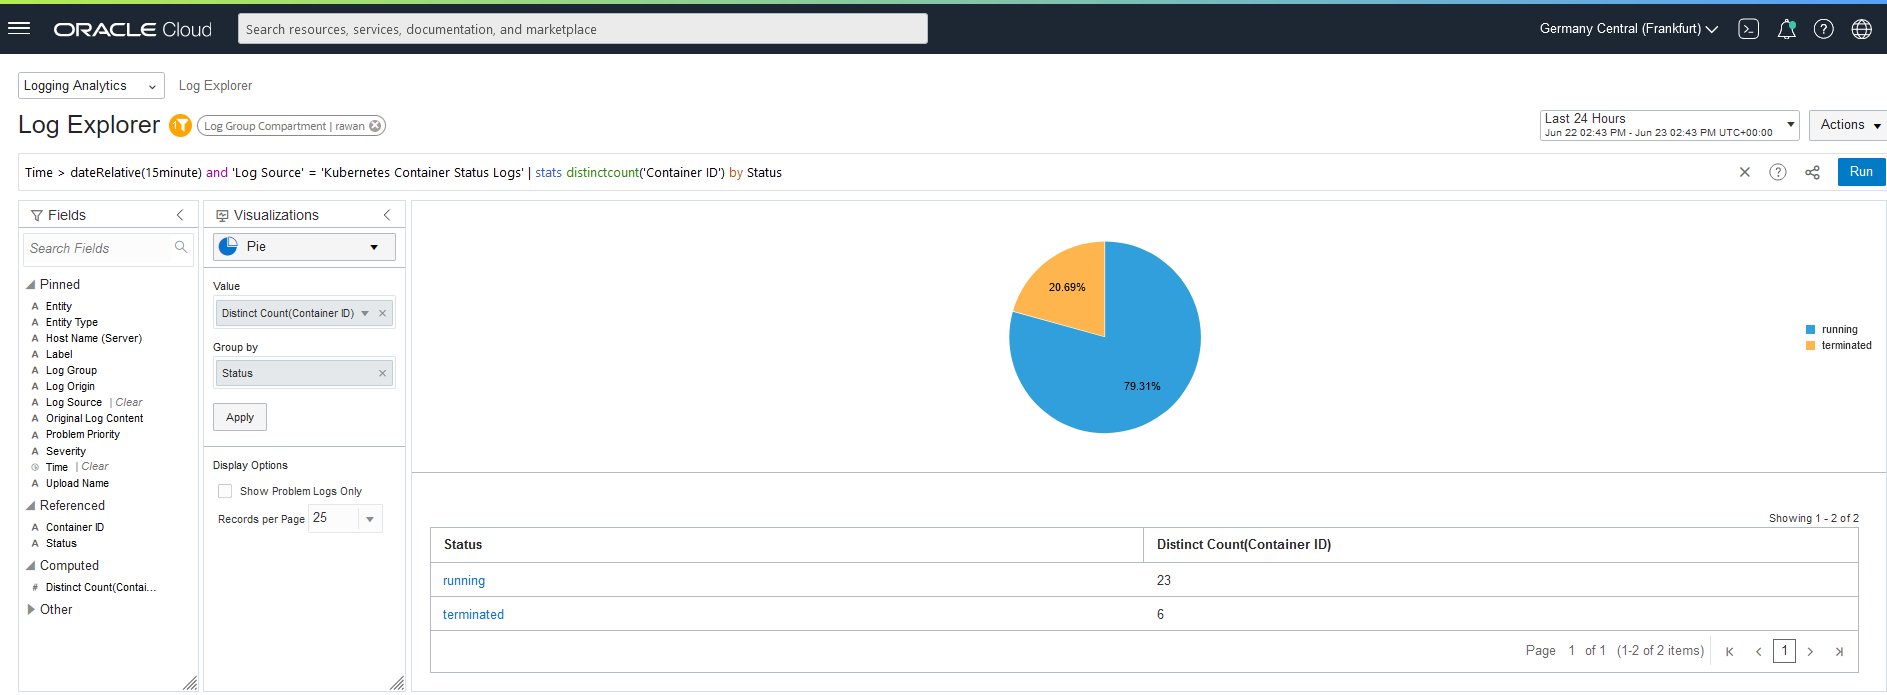 ORACLE Cloud
Search resources, services, documentation, and marketplace
Germany Central (Frankfurt)
Logging Analytics
Log Explorer
Log Explorer
Log Group Compartment | rawan
Last 24 Hours
Jun 22 02:43 PM - Jun 23 02:43 PM UTC+00:00
Actions
Time > dateRelative(15minute) and 'Log Source' = 'Kubernetes Container Status Logs' | stats distinctcount('Container ID') by Status
Run
Fields
Search Fields
Pinned
A Entity
A Entity Type
A Host Name (Server)
A Label
A Log Group
A Log Origin
A Log Source | Clear
A Original Log Content
A Problem Priority
A Severity
Time | Clear
A Upload Name
Referenced
A Container ID
A Status
Computed
# Distinct Count(Contai...
Other
Visualizations
Pie
Value
Distinct Count(Container ID)
Group by
Status
Apply
Display Options
Show Problem Logs Only
Records per Page 25
20.69%
79.31%
running
terminated
Showing 1 - 2 of 2
Status Distinct Count(Container ID)
running 23
terminated 6
Page 1 of 1 (1-2 of 2 items) 1